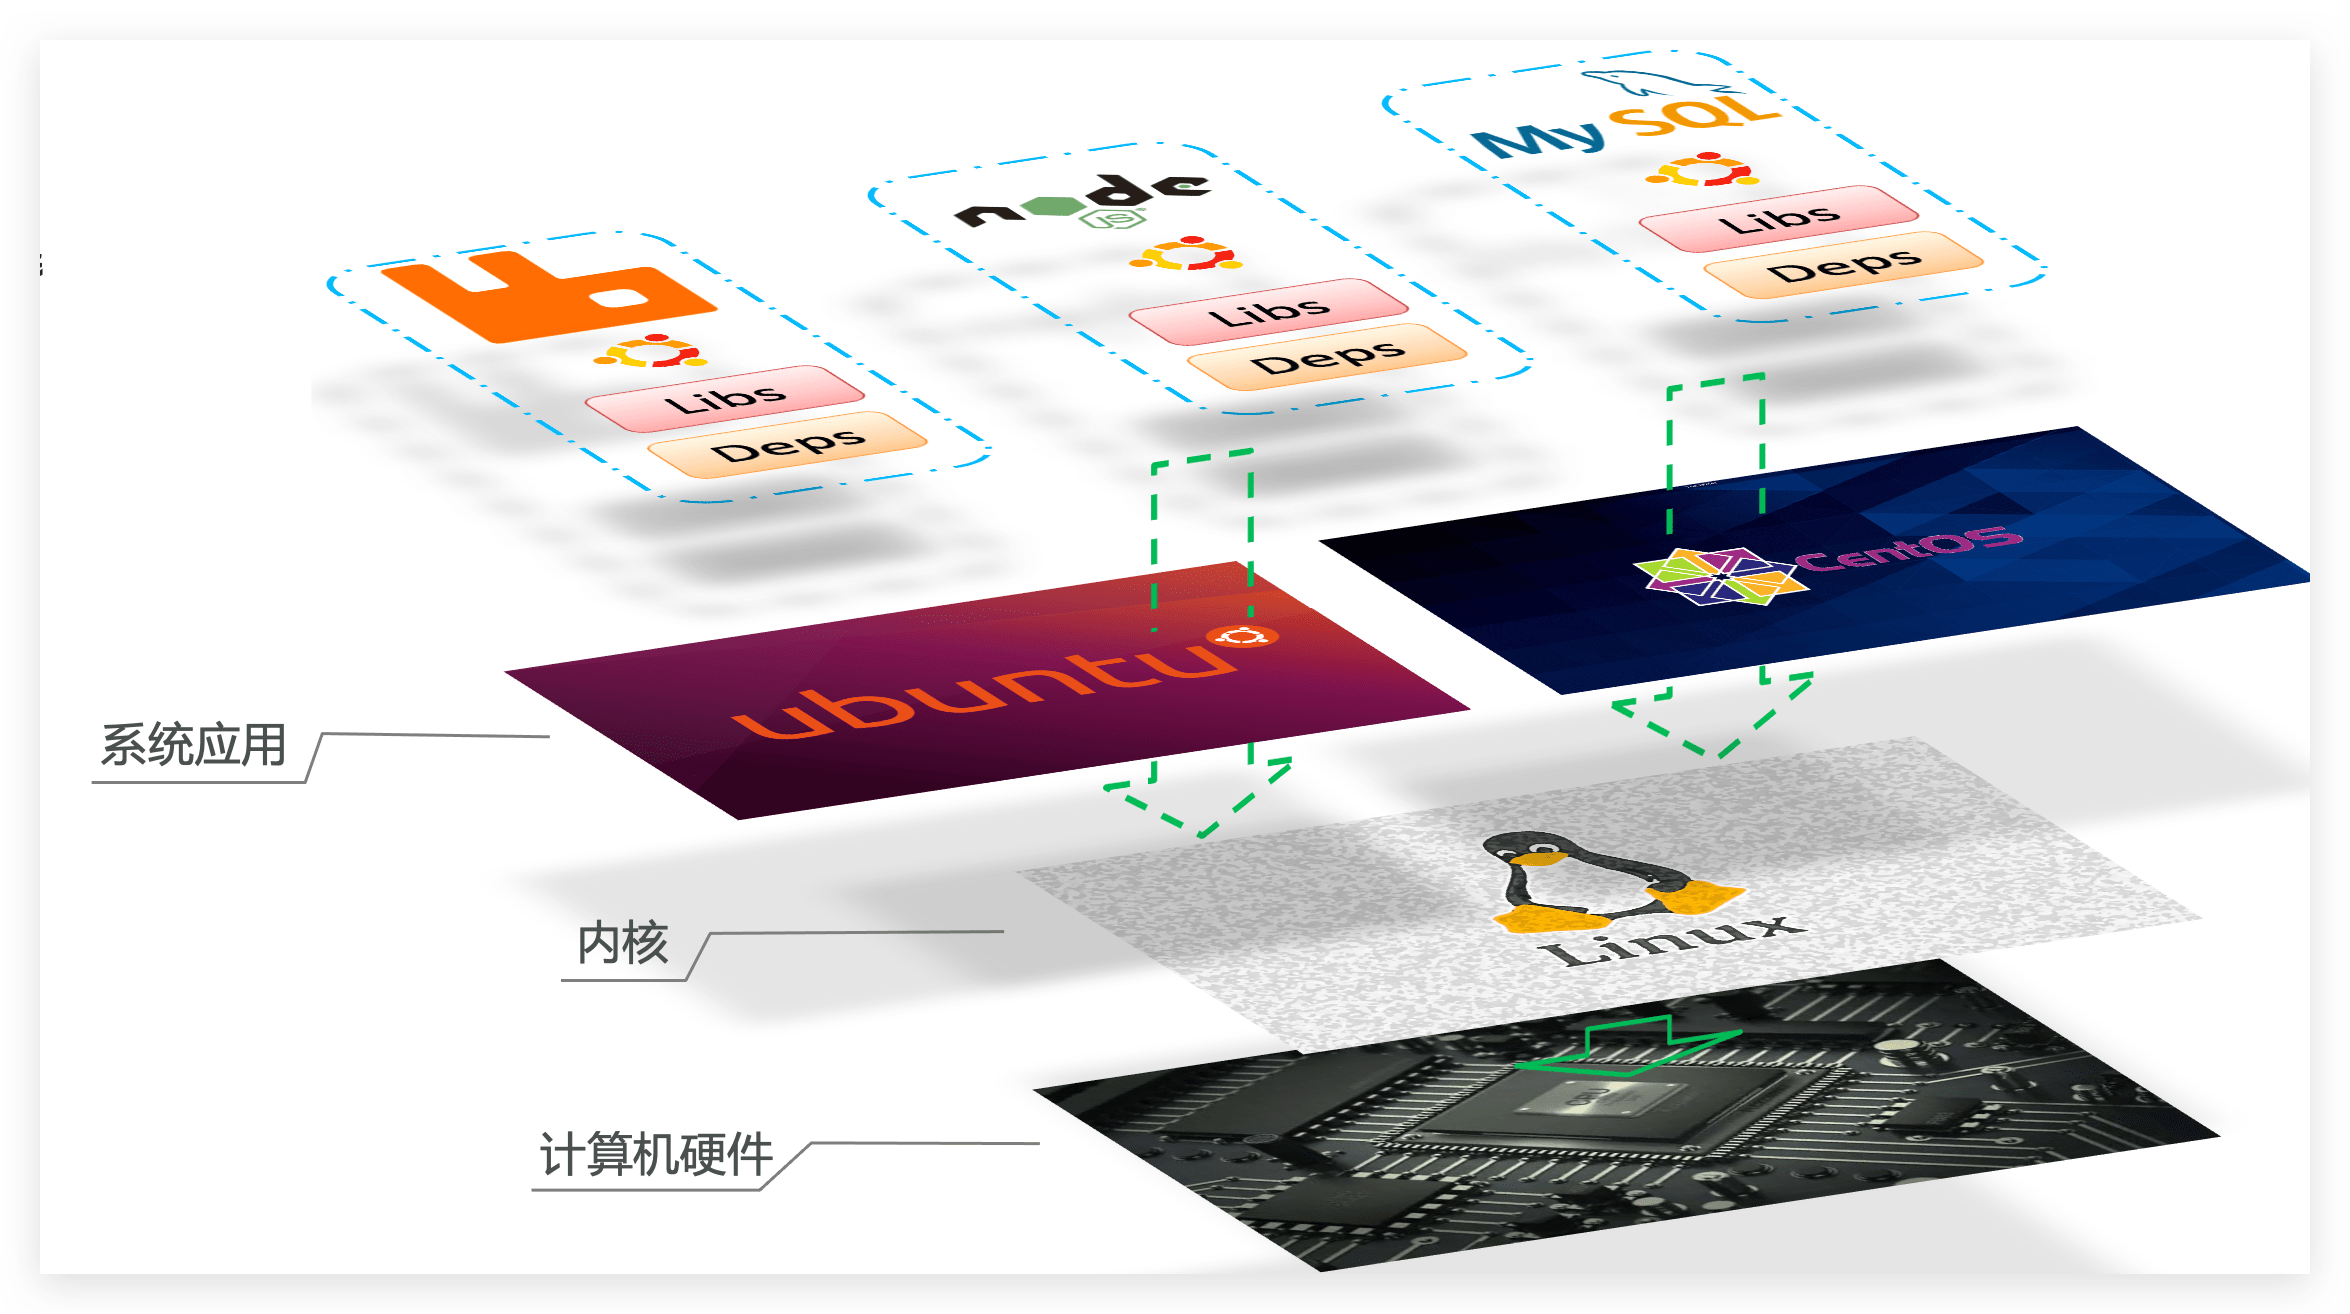 MySQL
Libs
Deps
node
JS
Libs
Deps
Libs
Deps
CentOS
ubuntu
系统应用
内核
Linux
计算机硬件
CPU